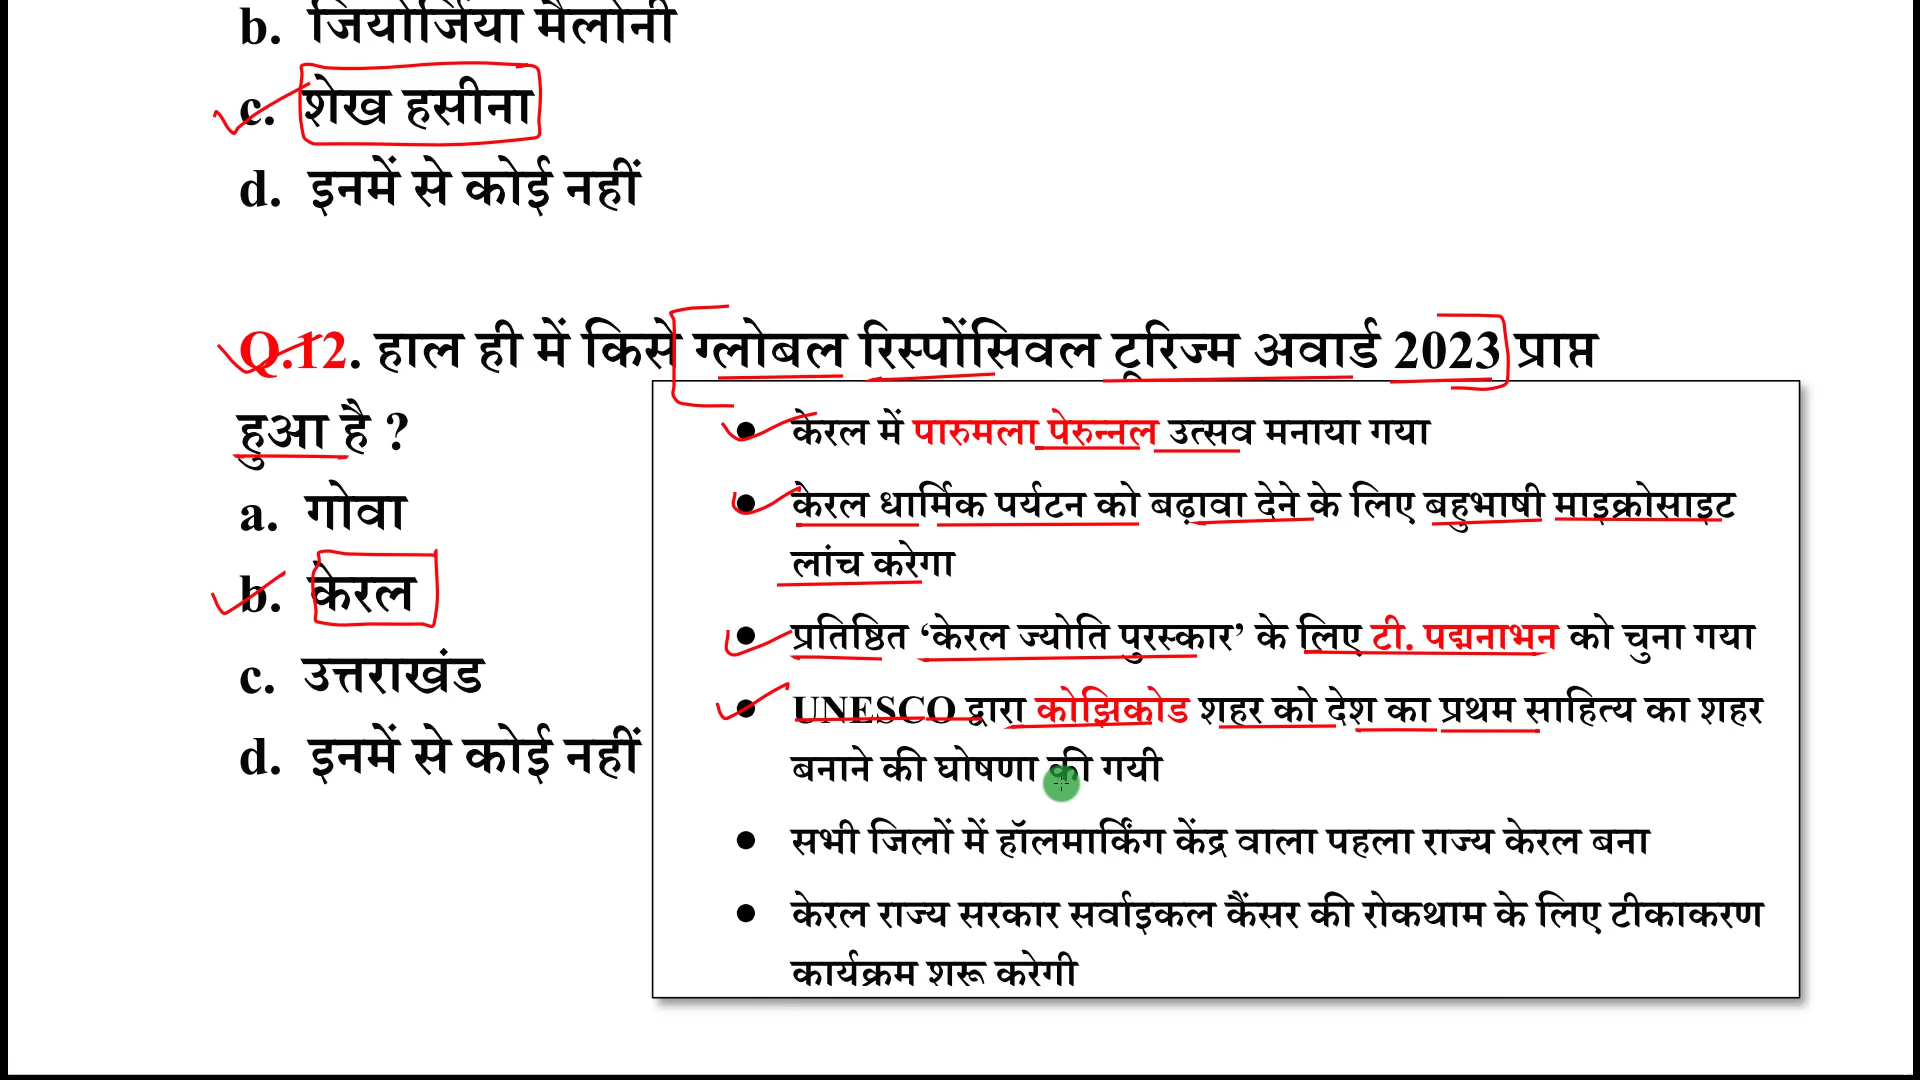 b. जियोर्जिया मैलोनी
c. शेख हसीना
d. इनमें से कोई नहीं
Q.12. हाल ही में किसे ग्लोबल रिस्पोंसिवल टूरिज्म अवार्ड 2023 प्राप्त
हुआ है ?
a. गोवा
b. केरल
c. उत्तराखंड
d. इनमें से कोई नहीं
● केरल में पारुमला पेरुन्नल उत्सव मनाया गया
● केरल धार्मिक पर्यटन को बढ़ावा देने के लिए बहुभाषी माइक्रोसाइट
लांच करेगा
● प्रतिष्ठित ‘केरल ज्योति पुरस्कार’ के लिए टी. पद्मनाभन को चुना गया
● UNESCO द्वारा कोझिकोड शहर को देश का प्रथम साहित्य का शहर
बनाने की घोषणा की गयी
● सभी जिलों में हॉलमार्किंग केंद्र वाला पहला राज्य केरल बना
● केरल राज्य सरकार सर्वाइकल कैंसर की रोकथाम के लिए टीकाकरण
कार्यक्रम शरू करेगी